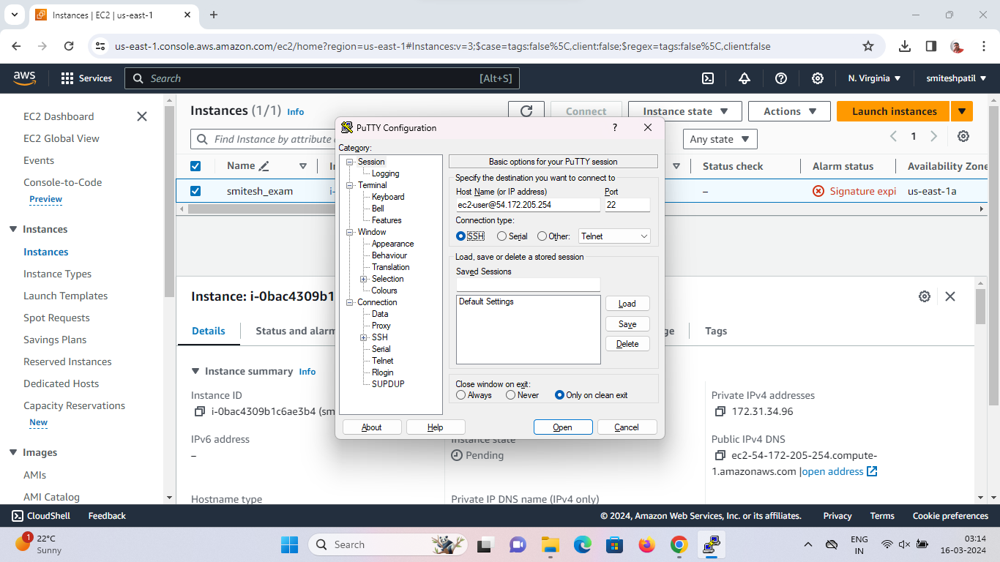 Instances | EC2 | us-east-1
us-east-1.console.aws.amazon.com/ec2/home?region=us-east-1#Instances:v=3;$case=tags:false%5C,client:false;$regex=tags:false%5C,client:false
aws
Services
Search
[Alt+S]
N. Virginia
smiteshpatil
EC2 Dashboard
EC2 Global View
Events
Console-to-Code
Preview
Instances
Instances
Instance Types
Launch Templates
Spot Requests
Savings Plans
Reserved Instances
Dedicated Hosts
Capacity Reservations
New
Images
AMIs
AMI Catalog
Instances (1/1) Info
Connect
Instance state
Actions
Launch instances
Find Instance by attribute
Any state
1
Name
Status check
Alarm status
Availability Zone
smitesh_exam
i-
–
Signature expi
us-east-1a
PuTTY Configuration
?
Category:
Session
Logging
Terminal
Keyboard
Bell
Features
Window
Appearance
Behaviour
Translation
Selection
Colours
Connection
Data
Proxy
SSH
Serial
Telnet
Rlogin
SUPDUP
Basic options for your PuTTY session
Specify the destination you want to connect to
Host Name (or IP address)
Port
ec2-user@54.172.205.254
22
Connection type:
SSH
Serial
Other:
Telnet
Load, save or delete a stored session
Saved Sessions
Default Settings
Load
Save
Delete
Close window on exit:
Always
Never
Only on clean exit
About
Help
Open
Cancel
Instance: i-0bac4309b1
Details
Status and alarm
ge
Tags
Instance summary Info
Instance ID
i-0bac4309b1c6ae3b4 (sm
IPv6 address
–
Hostname type
Instance state
Pending
Private IP DNS name (IPv4 only)
Private IPv4 addresses
172.31.34.96
Public IPv4 DNS
ec2-54-172-205-254.compute-
1.amazonaws.com |open address
CloudShell
Feedback
© 2024, Amazon Web Services, Inc. or its affiliates.
Privacy
Terms
Cookie preferences
1
22°C
Sunny
Search
ENG
IN
03:14
16-03-2024